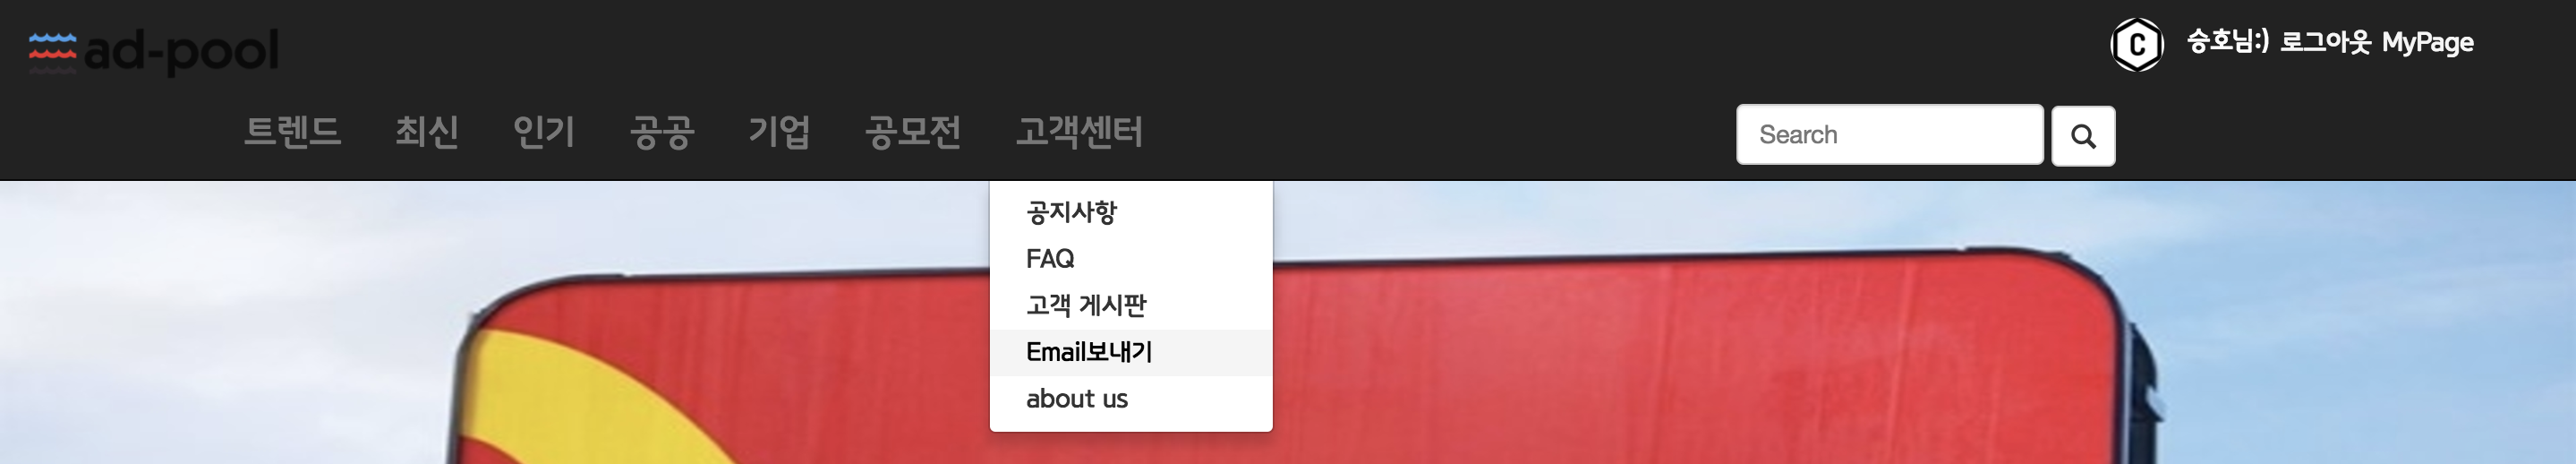 ad-pool
C 승호님:) 로그아웃 MyPage
트렌드 최신 인기 공공 기업 공모전 고객센터 Search
공지사항
FAQ
고객 게시판
Email보내기
about us